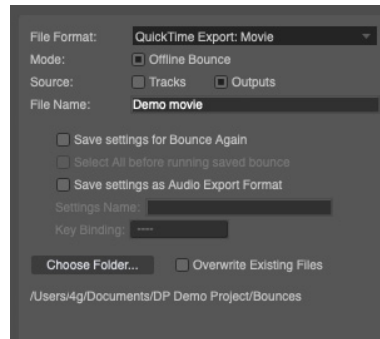 File Format: QuickTime Export: Movie
Mode: Offline Bounce
Source: Tracks Outputs
File Name: Demo movie
Save settings for Bounce Again
Select All before running saved bounce
Save settings as Audio Export Format
Settings Name:
Key Binding: ----
Choose Folder... Overwrite Existing Files
/Users/4g/Documents/DP Demo Project/Bounces